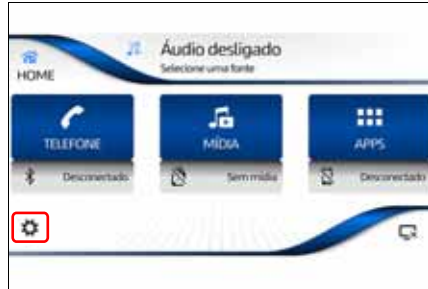 Áudio desligado
Selecione uma fonte
HOME
TELEFONE
MÍDIA
APPS
Desconectado
Sem mídia
Desconectado